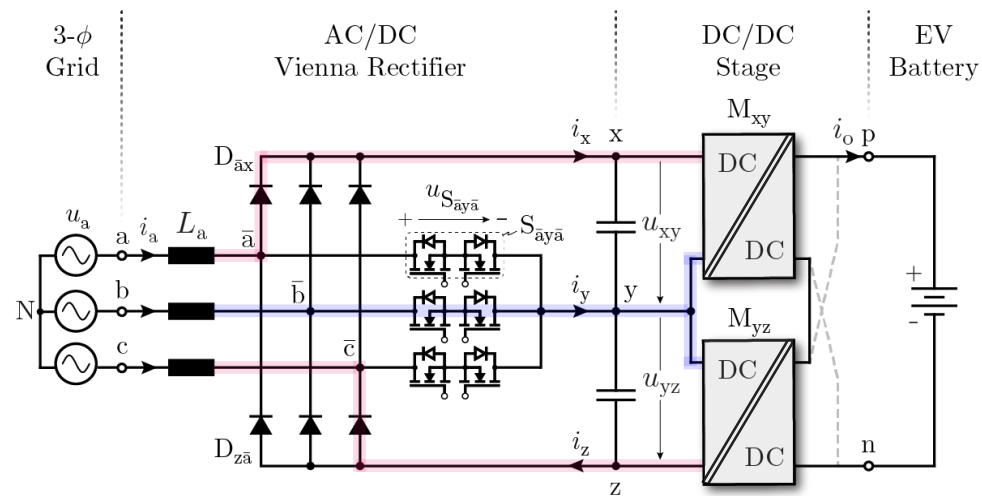 3-ϕ
Grid
AC/DC
Vienna Rectifier
DC/DC
Stage
EV
Battery
M_xy
D_āx
i_x
x
i_o
p
DC
u_a
a
i_a
L_a
ā
+ u_S_āyā -
S_āyā
u_xy
DC
N
b
b̄
i_y
y
+
-
M_yz
c
c̄
DC
u_yz
D_zā
i_z
DC
n
z